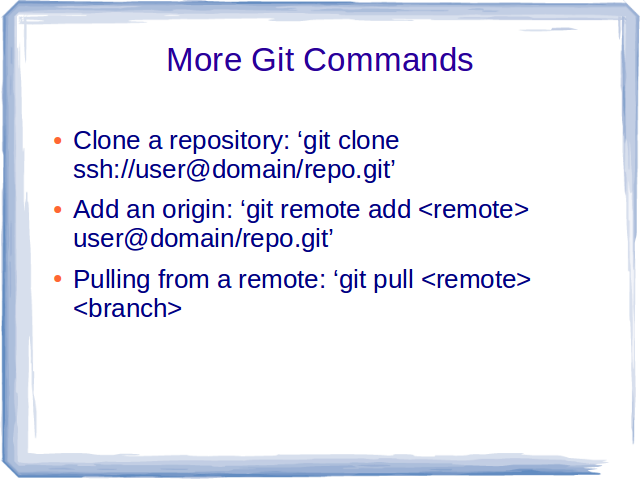 More Git Commands
• Clone a repository: ‘git clone
ssh://user@domain/repo.git’
• Add an origin: ‘git remote add <remote>
user@domain/repo.git’
• Pulling from a remote: ‘git pull <remote>
<branch>